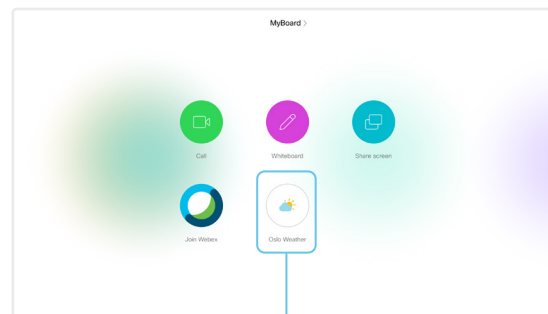 MyBoard >
Call
Whiteboard
Share screen
Join Webex
Oslo Weather